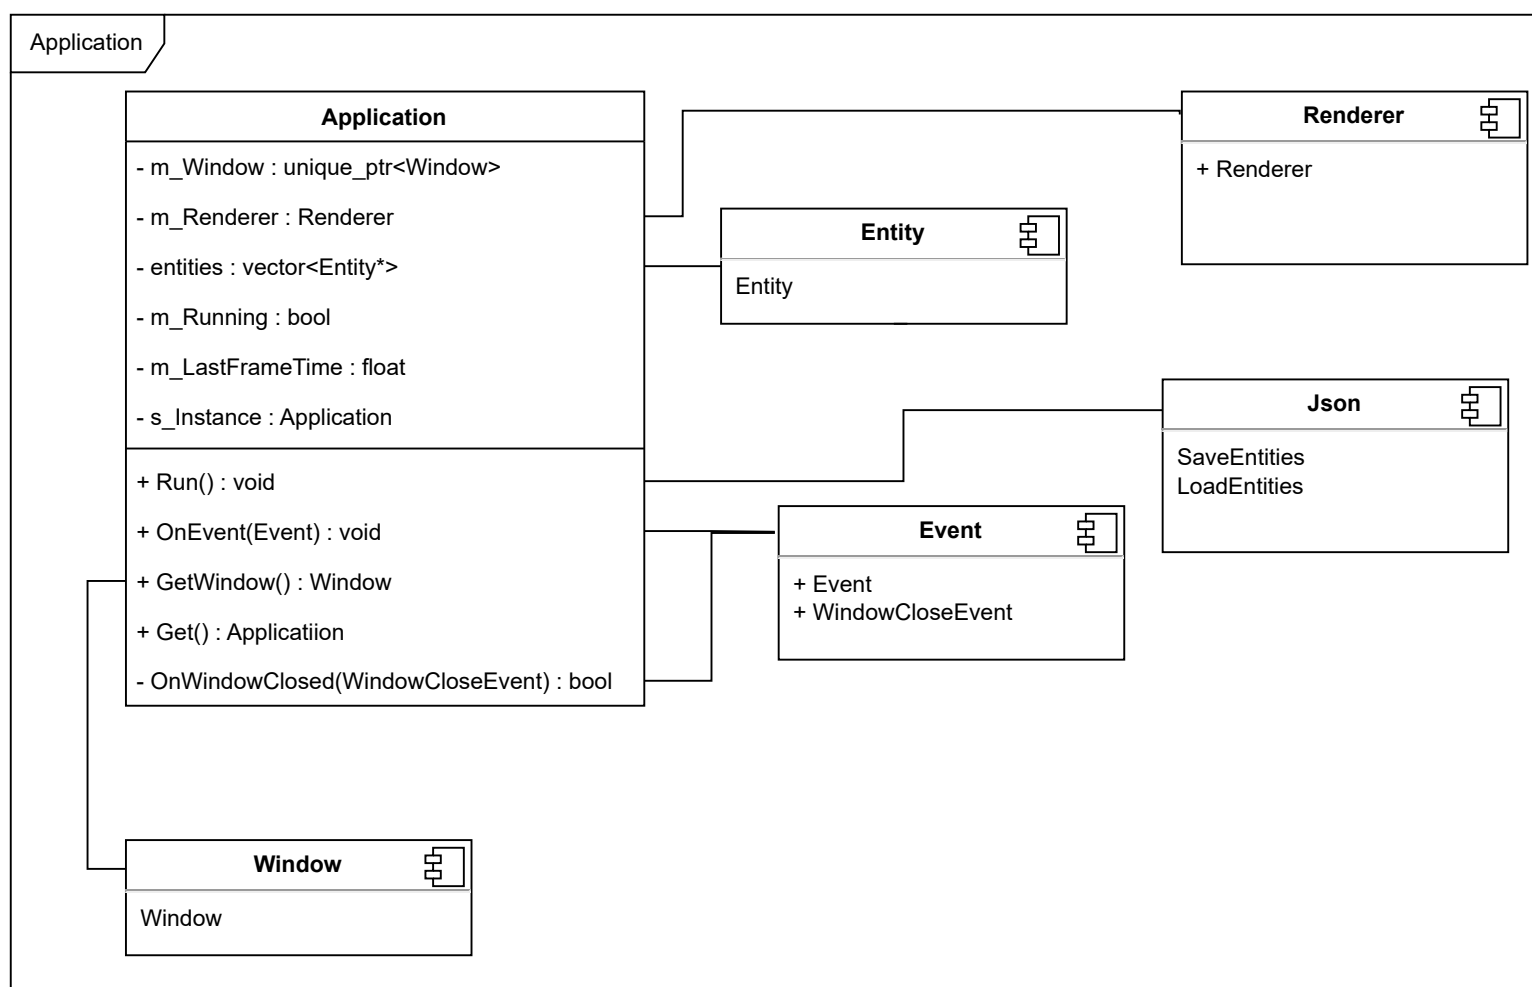 Application
Application
- m_Window : unique_ptr<Window>
- m_Renderer : Renderer
- entities : vector<Entity*>
- m_Running : bool
- m_LastFrameTime : float
- s_Instance : Application
+ Run() : void
+ OnEvent(Event) : void
+ GetWindow() : Window
+ Get() : Applicatiion
- OnWindowClosed(WindowCloseEvent) : bool
Renderer
+ Renderer
Entity
Entity
Json
SaveEntities
LoadEntities
Event
+ Event
+ WindowCloseEvent
Window
Window